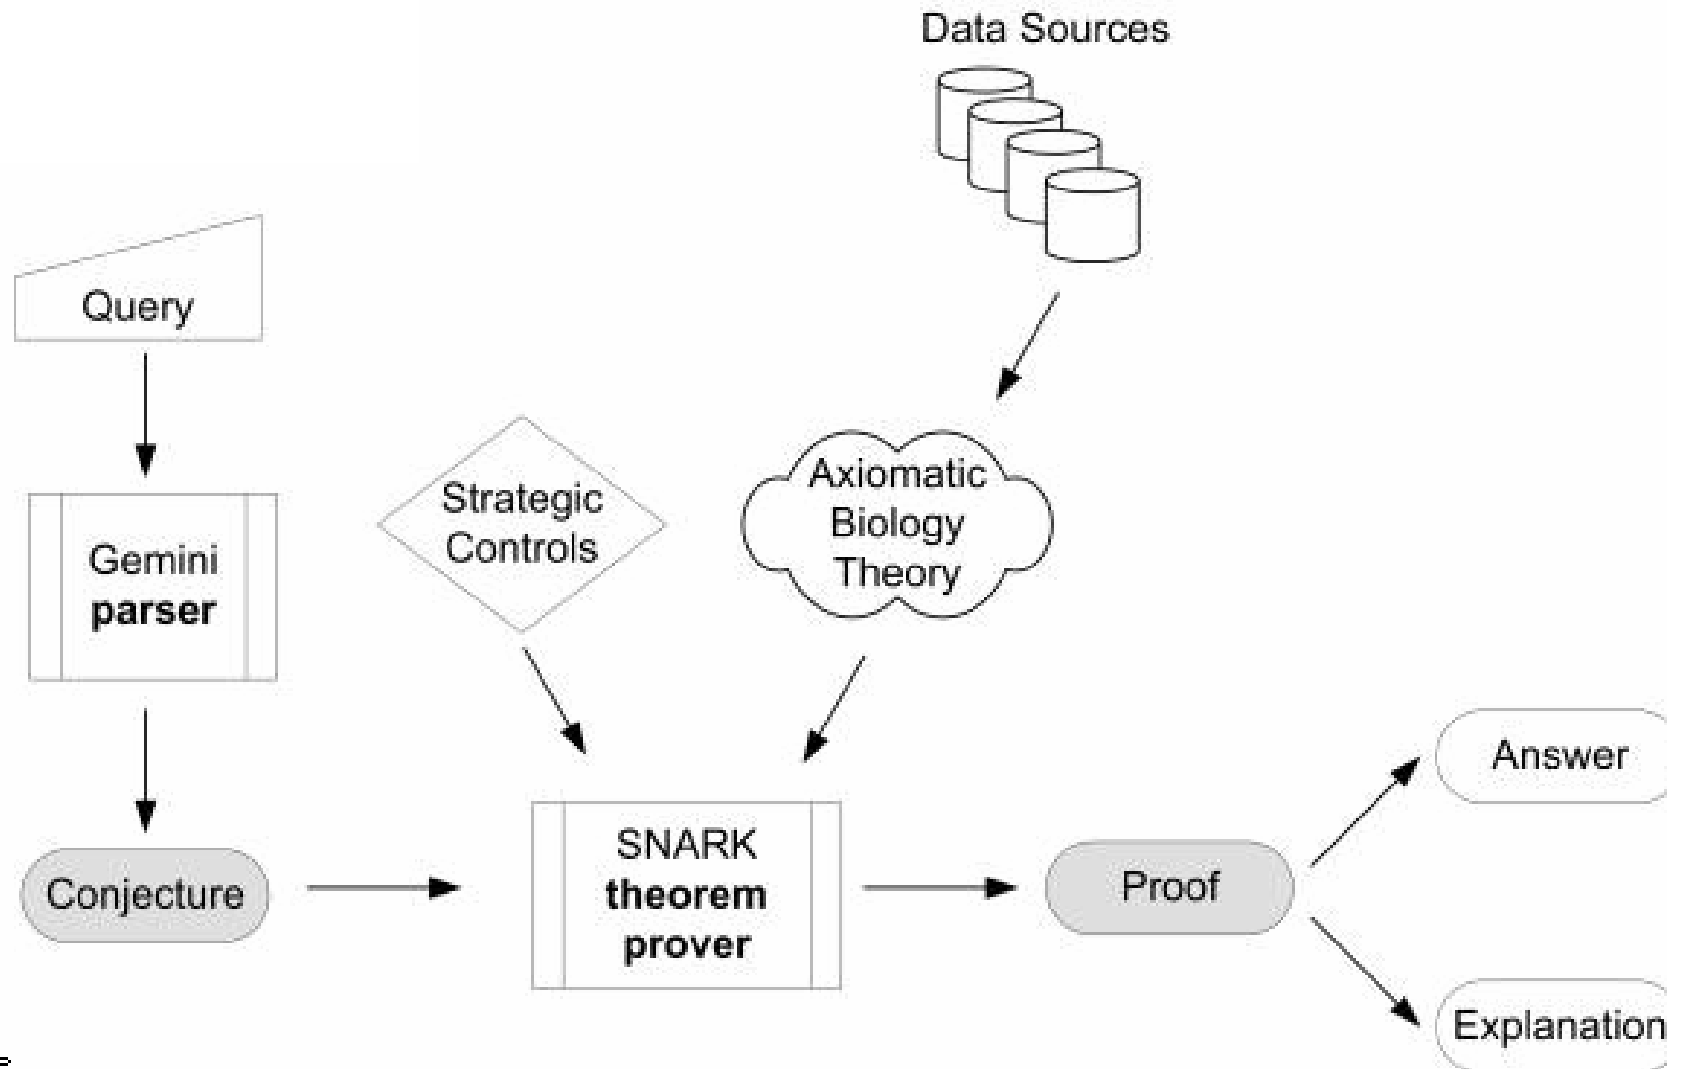 Data Sources
Query
Gemini
parser
Strategic
Controls
Axiomatic
Biology
Theory
Conjecture
SNARK
theorem
prover
Proof
Answer
Explanation